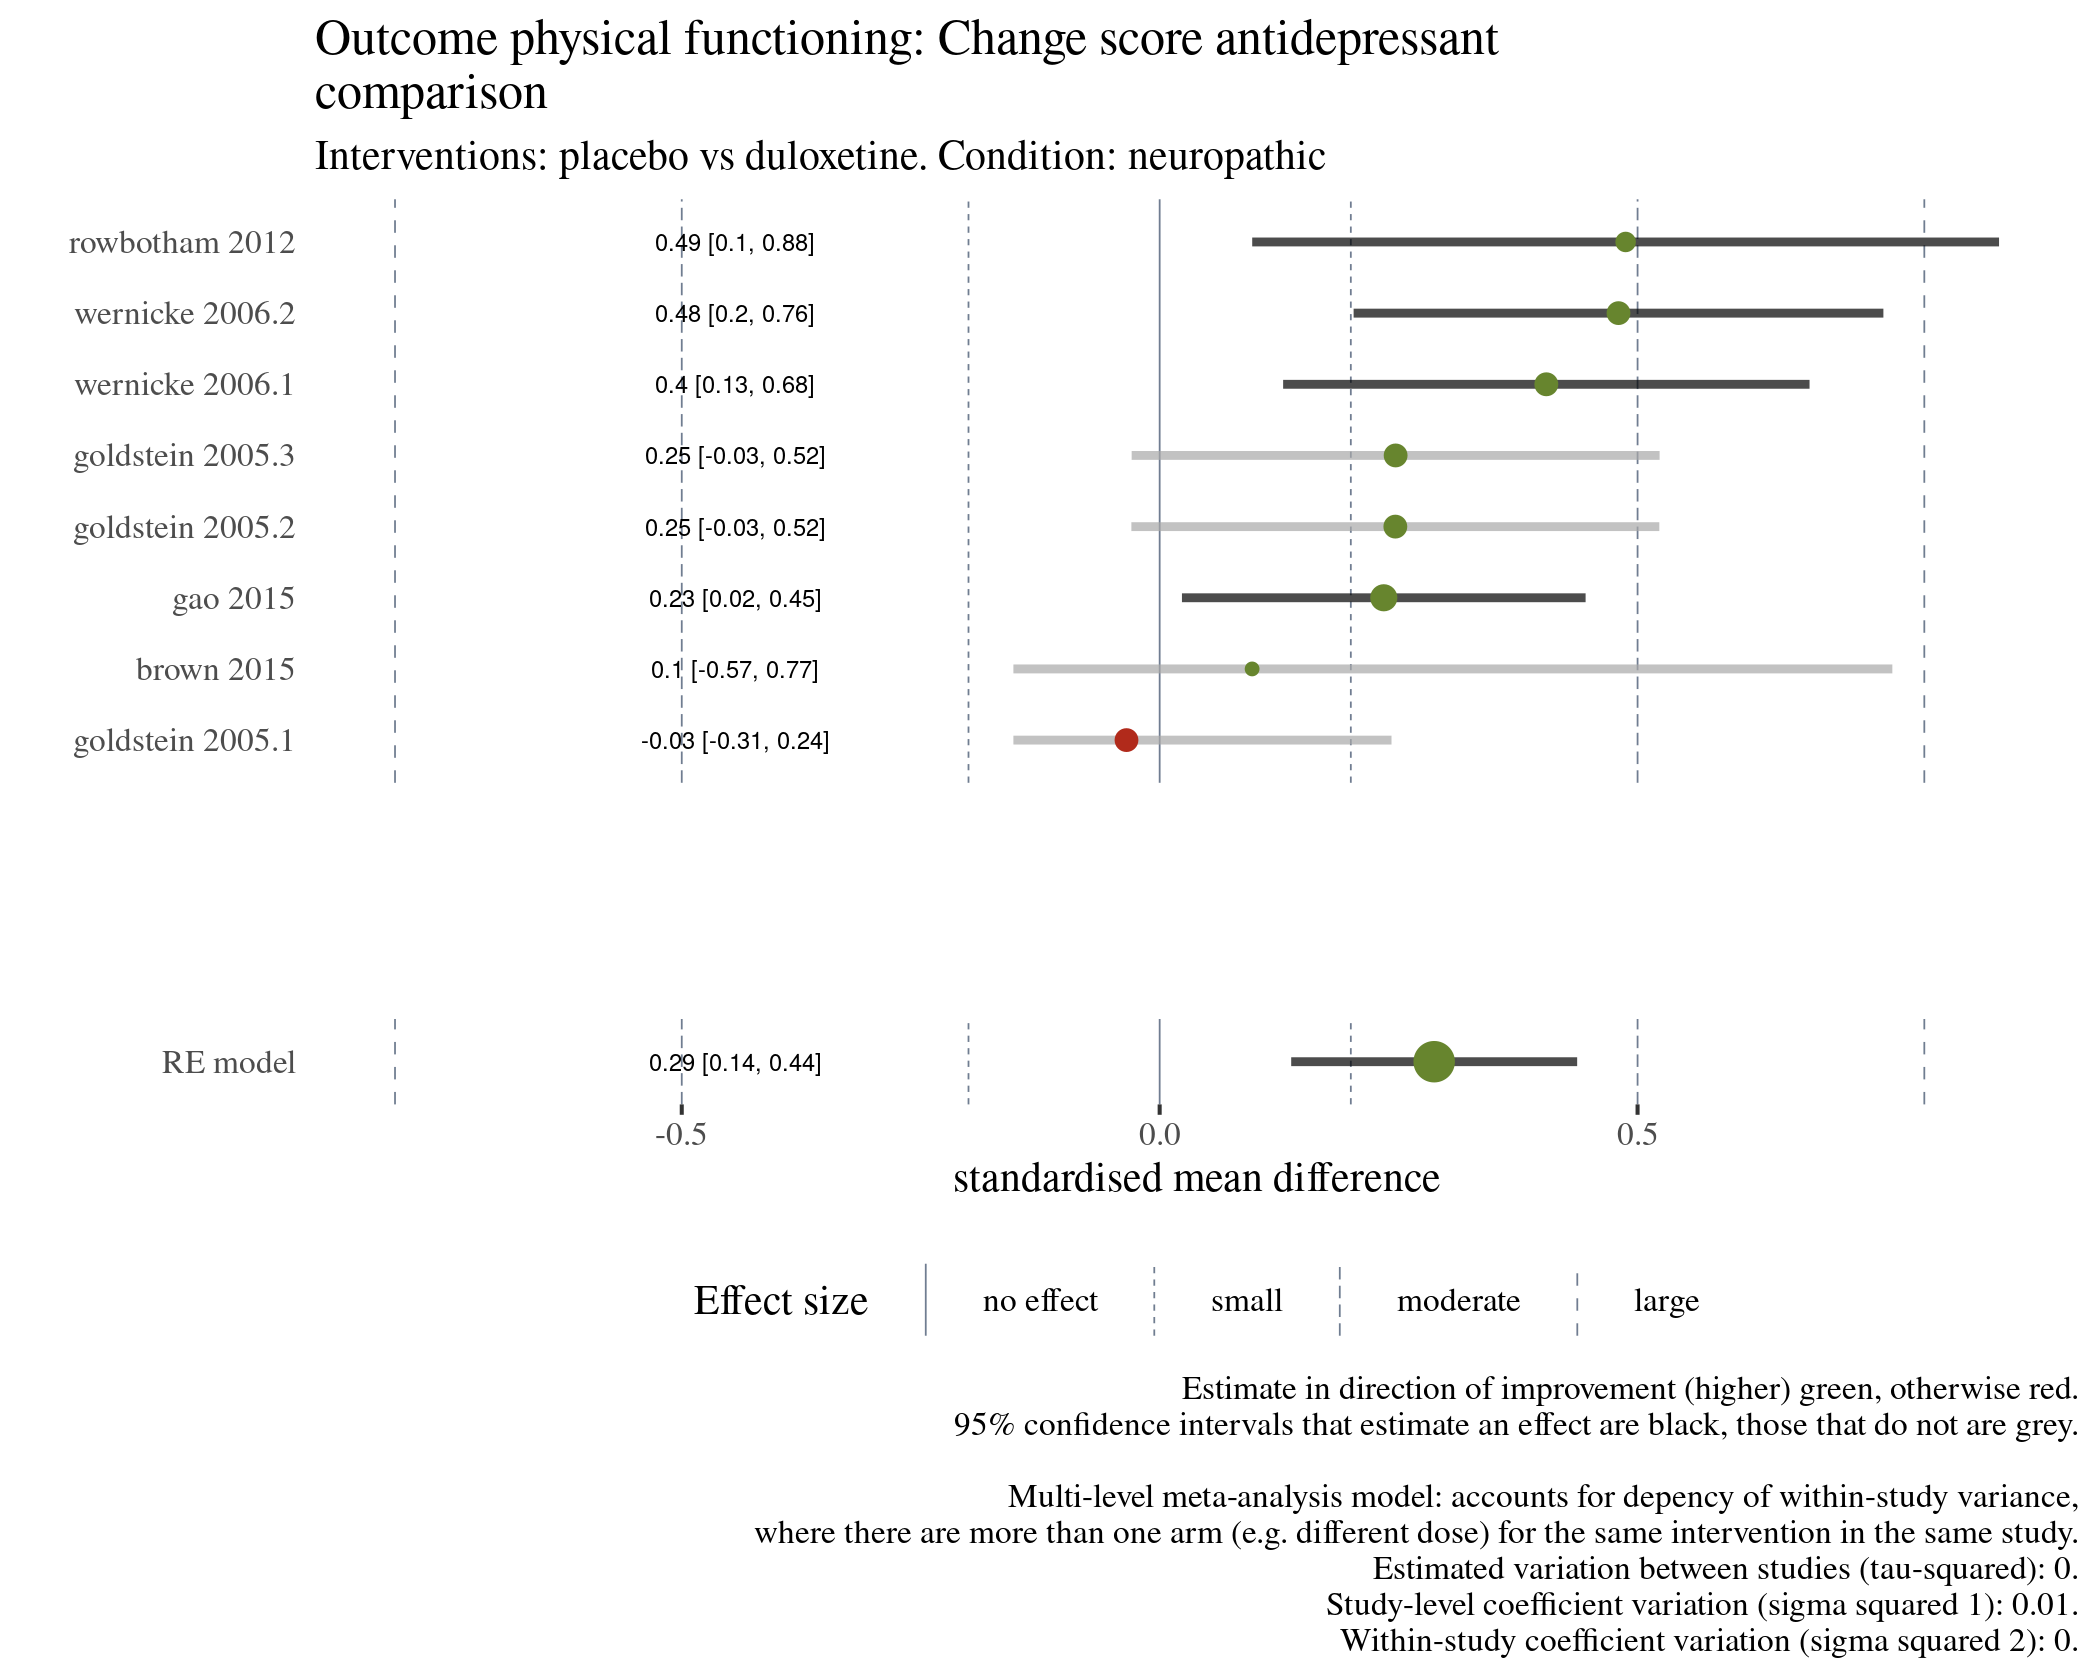 Outcome physical functioning: Change score antidepressant
comparison
Interventions: placebo vs duloxetine. Condition: neuropathic
rowbotham 2012 0.49 [0.1, 0.88]
wernicke 2006.2 0.48 [0.2, 0.76]
wernicke 2006.1 0.4 [0.13, 0.68]
goldstein 2005.3 0.25 [-0.03, 0.52]
goldstein 2005.2 0.25 [-0.03, 0.52]
gao 2015 0.23 [0.02, 0.45]
brown 2015 0.1 [-0.57, 0.77]
goldstein 2005.1 -0.03 [-0.31, 0.24]
RE model 0.29 [0.14, 0.44]
-0.5 0.0 0.5
standardised mean difference
Effect size no effect small moderate large
Estimate in direction of improvement (higher) green, otherwise red.
95% confidence intervals that estimate an effect are black, those that do not are grey.
Multi-level meta-analysis model: accounts for depency of within-study variance,
where there are more than one arm (e.g. different dose) for the same intervention in the same study.
Estimated variation between studies (tau-squared): 0.
Study-level coefficient variation (sigma squared 1): 0.01.
Within-study coefficient variation (sigma squared 2): 0.